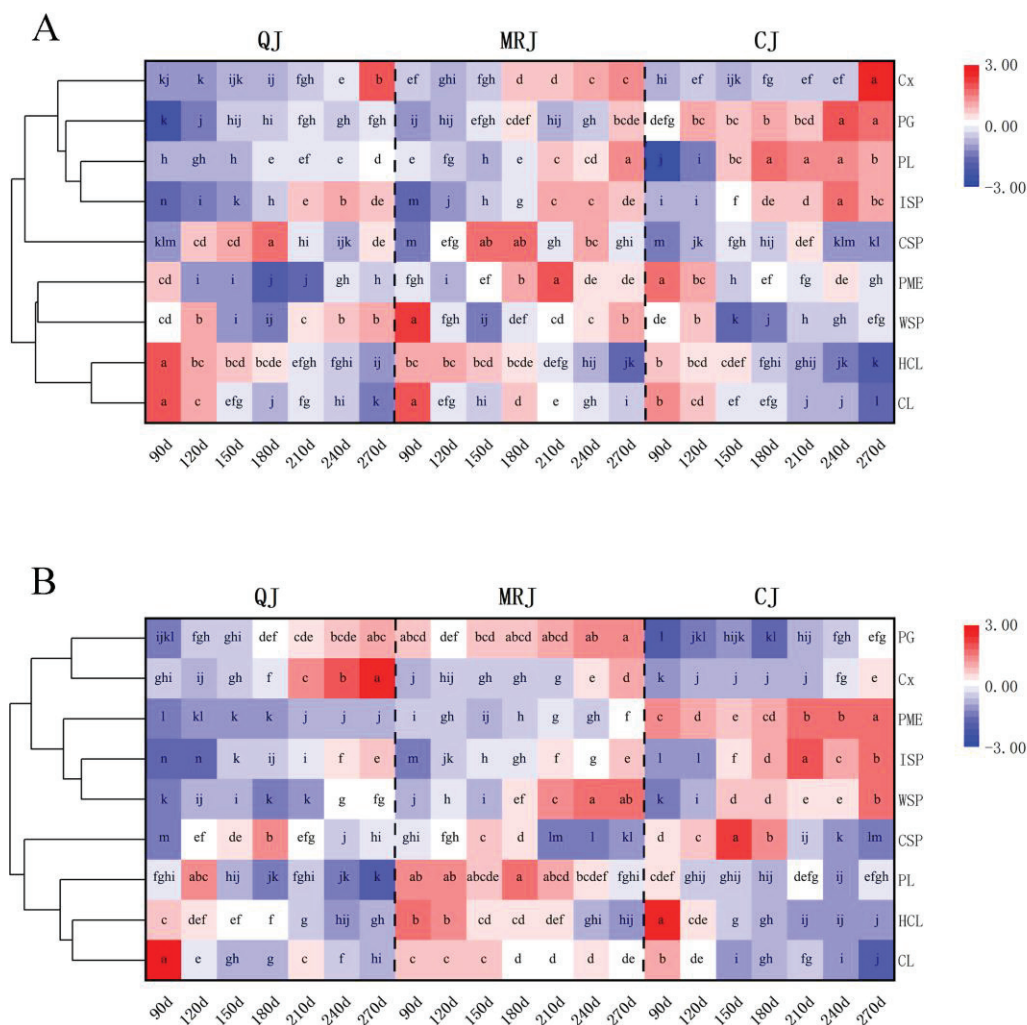 A
QJ MRJ CJ
kj k ijk ij fgh e b ef ghi fgh d d c c hi ef ijk fg ef ef a Cx
k j hij hi fgh gh fgh ij hij efgh cdef hij gh bcde defg bc bc b bcd a a PG
h gh h e ef e d e fg h e c cd a j i bc a a a b PL
n i k h e b de m j h g c c de i i f de d a bc ISP
klm cd cd a hi ijk de m efg ab ab gh bc ghi m jk fgh hij def klm kl CSP
cd i i j j gh h fgh i ef b a de de a bc h ef fg de gh PME
cd b i ij c b b a fgh ij def cd c b de b k j h gh efg WSP
a bc bcd bcde efgh fghi ij bc bc bcd bcde defg hij jk b bcd cdef fghi ghij jk k HCL
a c efg j fg hi k a efg hi d e gh i b cd ef efg j j l CL
90d 120d 150d 180d 210d 240d 270d 90d 120d 150d 180d 210d 240d 270d 90d 120d 150d 180d 210d 240d 270d
3.00
0.00
-3.00
B
QJ MRJ CJ
ijkl fgh ghi def cde bcde abc abcd def bcd abcd abcd ab a l jkl hijk kl hij fgh efg PG
ghi ij gh f c b a j hij gh gh g e d k j j j j fg e Cx
l kl k k j j j i gh ij h g gh f c d e cd b b a PME
n n k ij i f e m jk h gh f g e l l f d a c b ISP
k ij i k k g fg j h i ef c a ab k i d d e e b WSP
m ef de b efg j hi ghi fgh c d lm l kl d c a b ij k lm CSP
fghi abc hij jk fghi jk k ab ab abcde a abcd bcdef fghi cdef ghij ghij hij defg ij efgh PL
c def ef f g hij gh b b cd cd def ghi hij a cde g gh ij ij j HCL
a e gh g c f hi c c c d d d de b de i gh fg i j CL
90d 120d 150d 180d 210d 240d 270d 90d 120d 150d 180d 210d 240d 270d 90d 120d 150d 180d 210d 240d 270d
3.00
0.00
-3.00